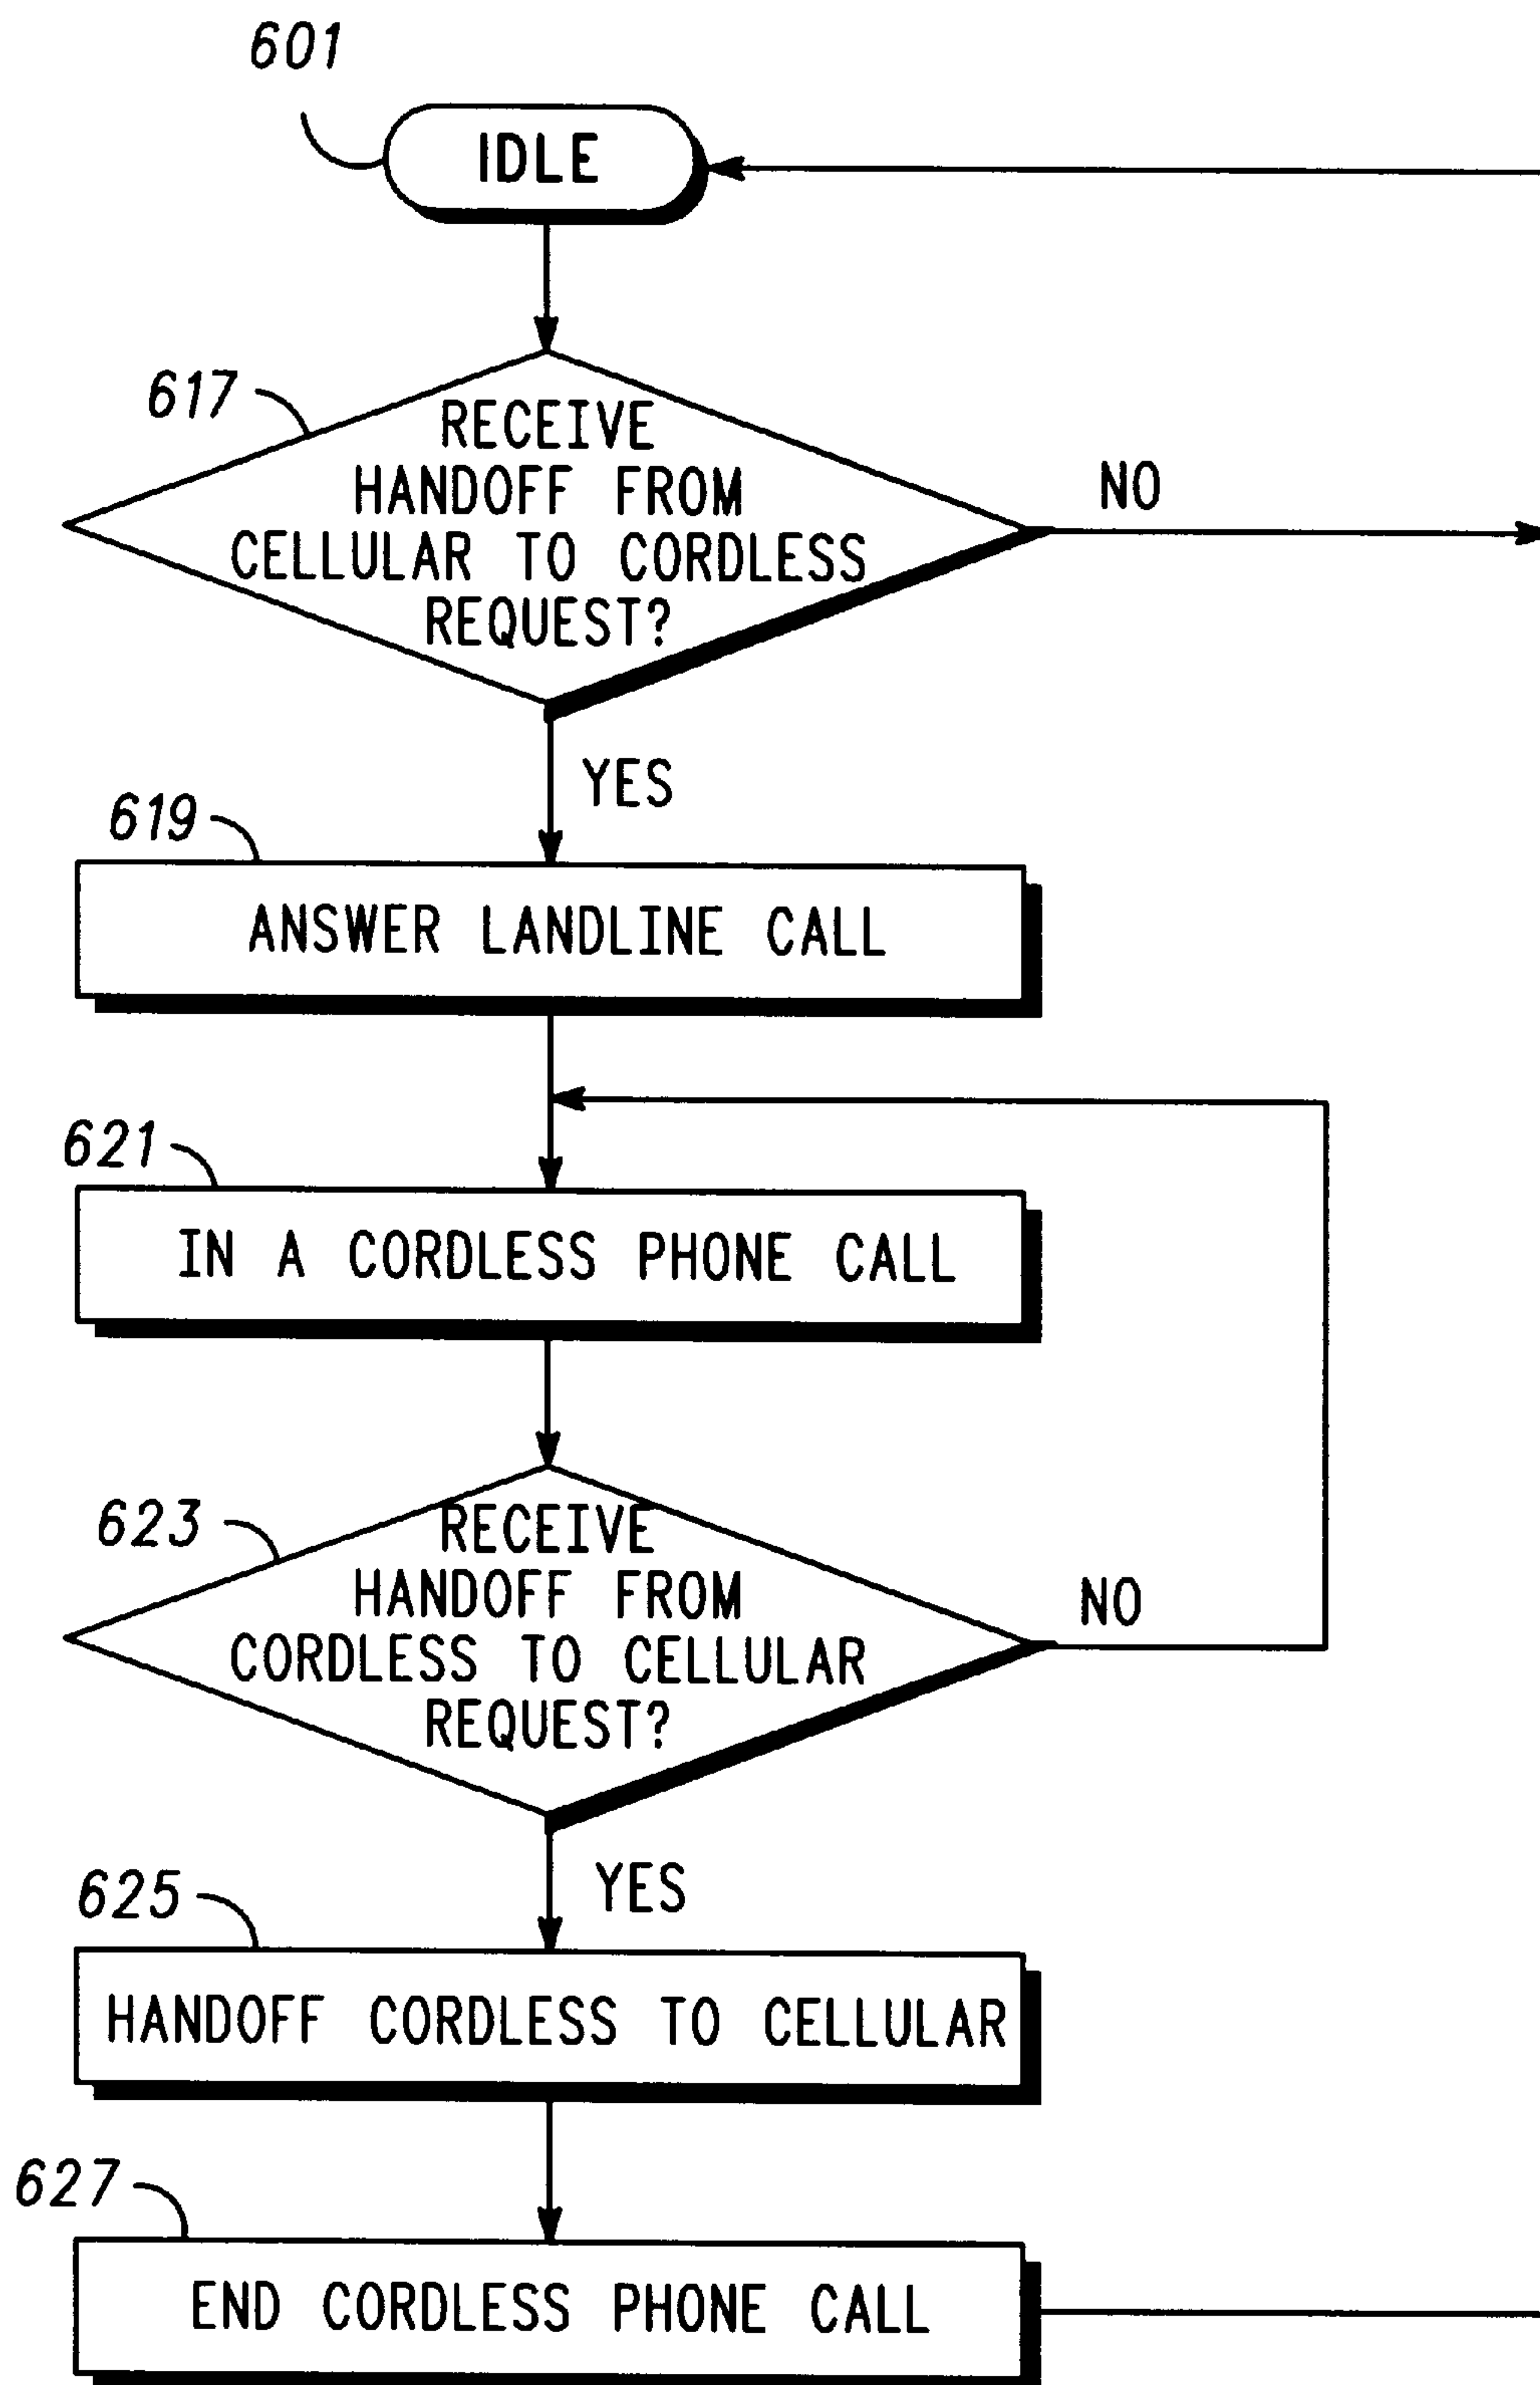 601
IDLE
617
RECEIVE
HANDOFF FROM
CELLULAR TO CORDLESS
REQUEST?
NO
YES
619
ANSWER LANDLINE CALL
621
IN A CORDLESS PHONE CALL
623
RECEIVE
HANDOFF FROM
CORDLESS TO CELLULAR
REQUEST?
NO
YES
625
HANDOFF CORDLESS TO CELLULAR
627
END CORDLESS PHONE CALL